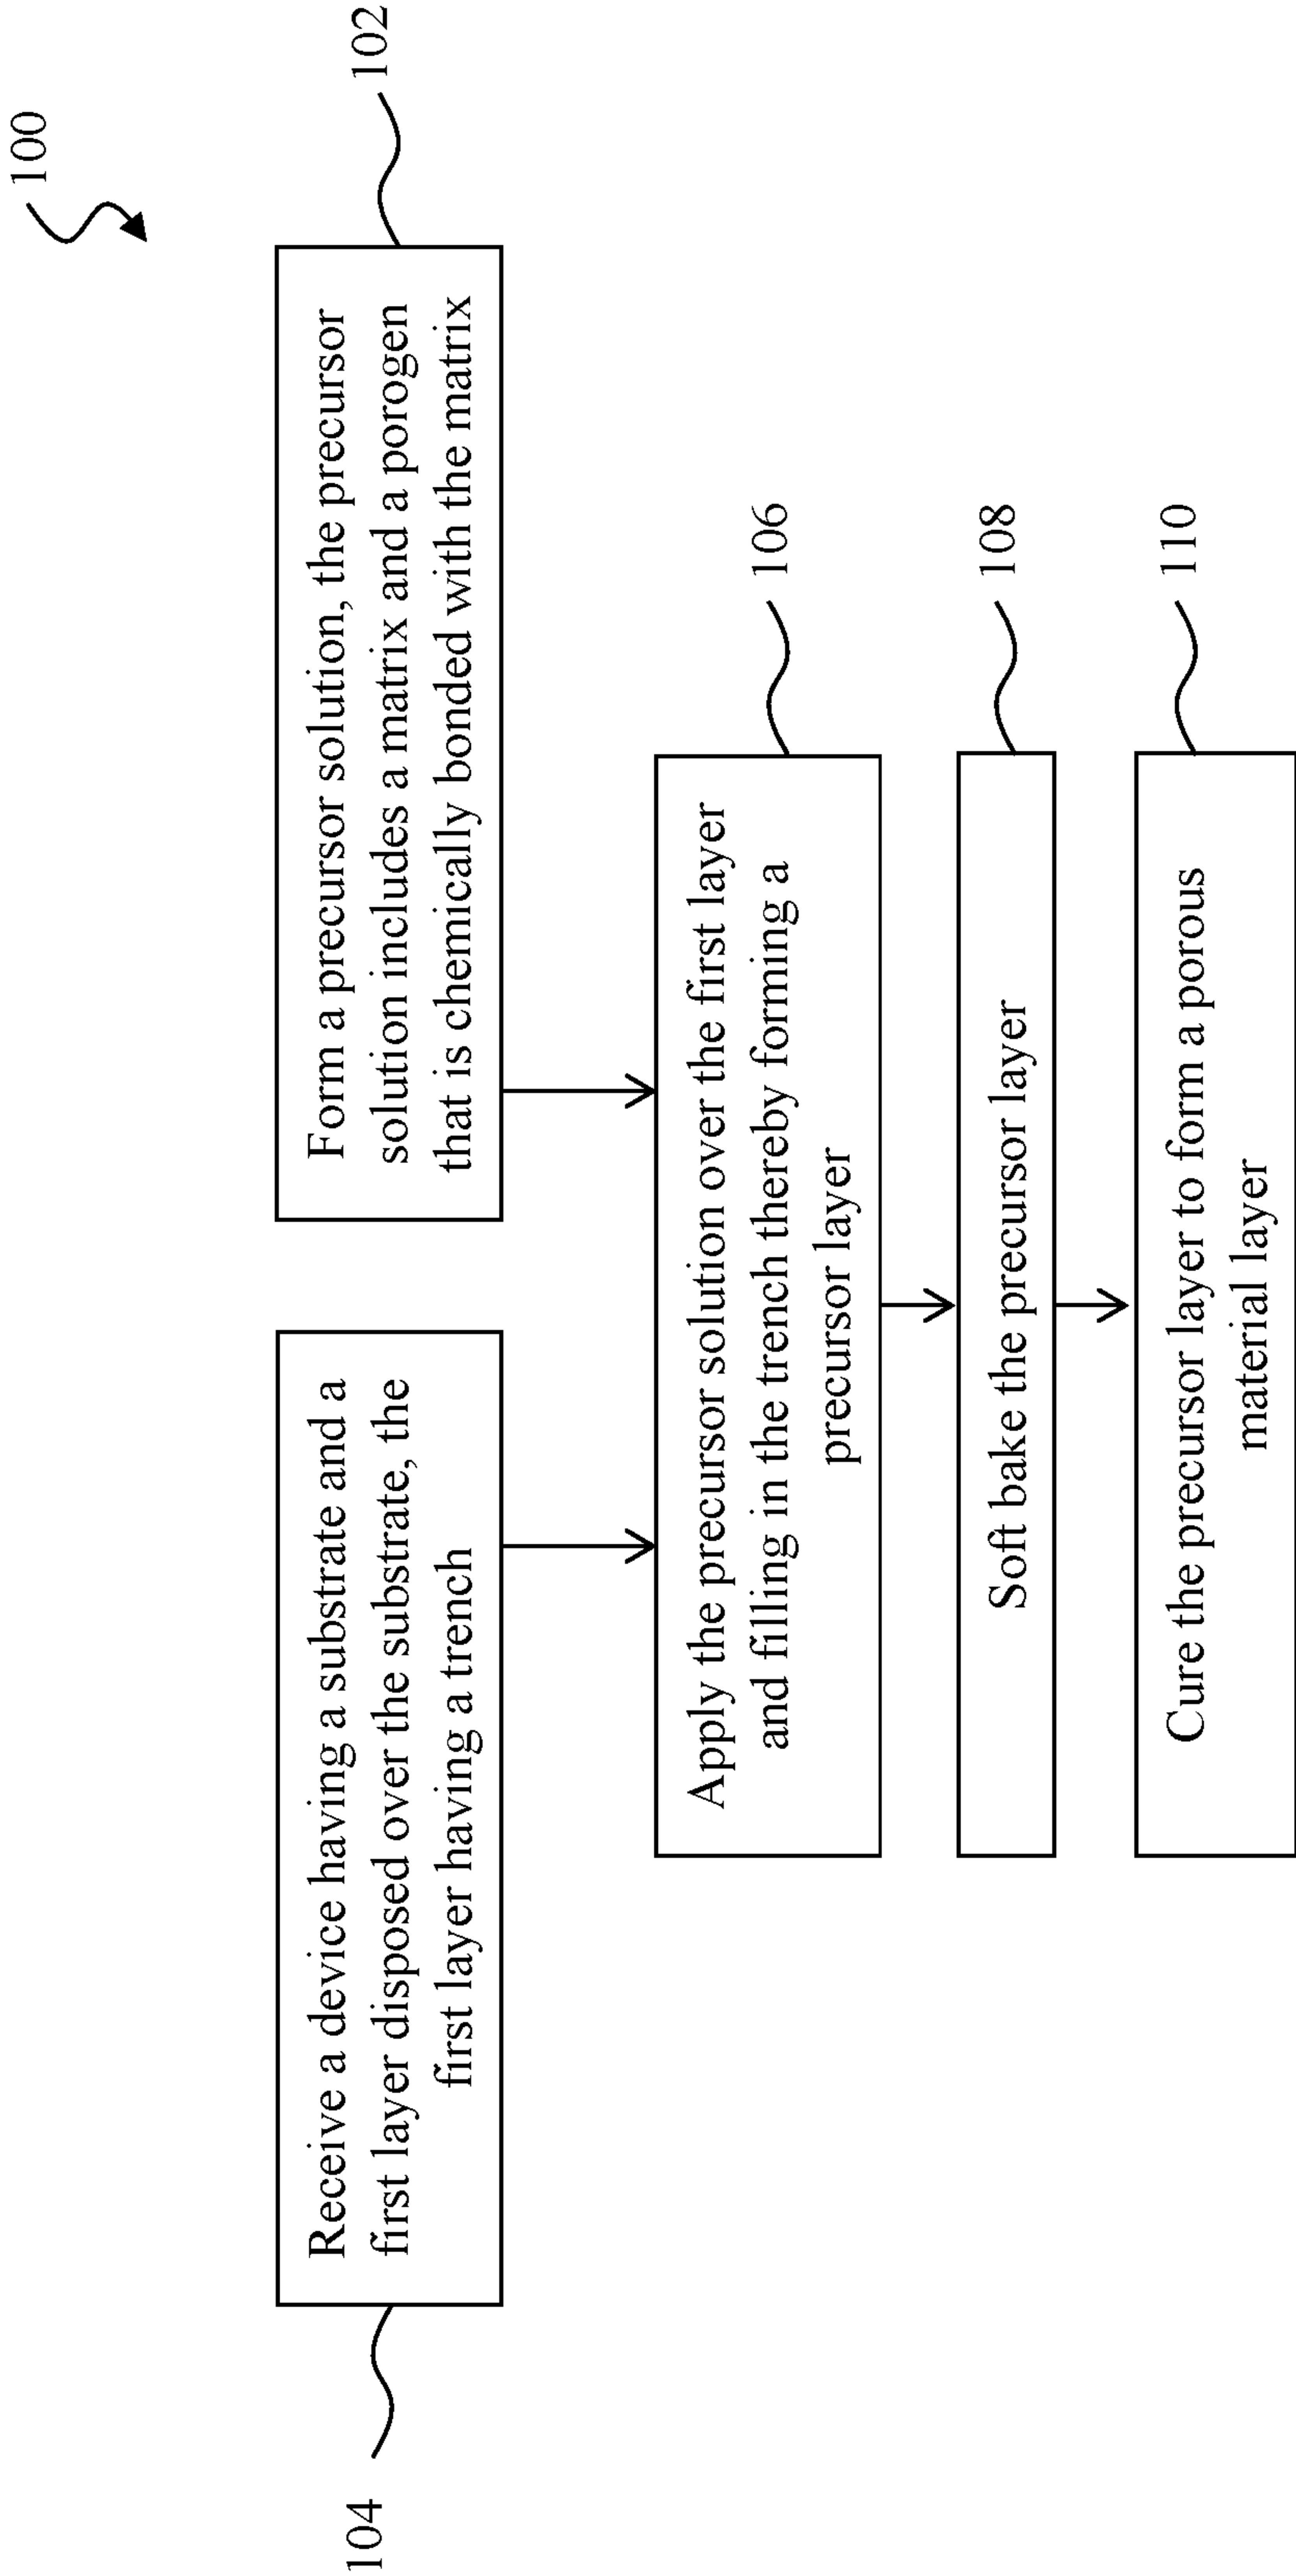 100
102
Form a precursor solution, the precursor
solution includes a matrix and a porogen
that is chemically bonded with the matrix
104
Receive a device having a substrate and a
first layer disposed over the substrate, the
first layer having a trench
106
Apply the precursor solution over the first layer
and filling in the trench thereby forming a
precursor layer
108
Soft bake the precursor layer
110
Cure the precursor layer to form a porous
material layer